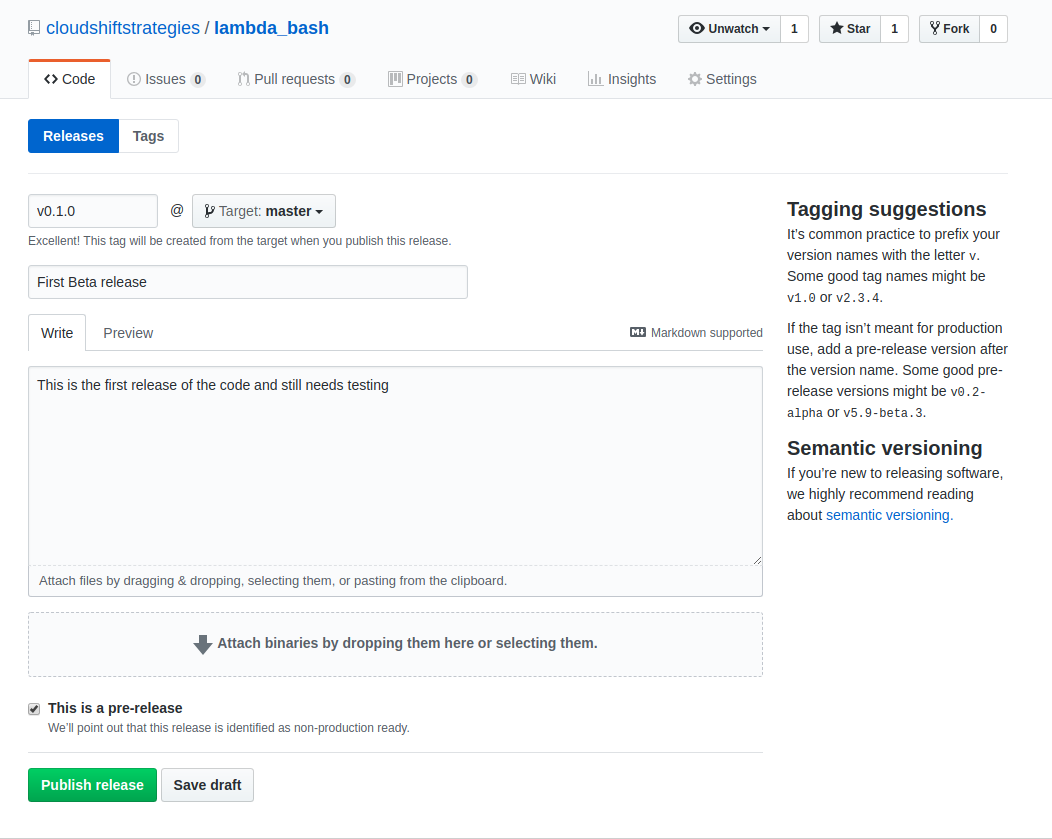 cloudshiftstrategies / lambda_bash
Unwatch 1 Star 1 Fork 0
Code Issues 0 Pull requests 0 Projects 0 Wiki Insights Settings
Releases Tags
v0.1.0 @ Target: master
Excellent! This tag will be created from the target when you publish this release.
First Beta release
Write Preview Markdown supported
This is the first release of the code and still needs testing
Attach files by dragging & dropping, selecting them, or pasting from the clipboard.
Attach binaries by dropping them here or selecting them.
This is a pre-release
We'll point out that this release is identified as non-production ready.
Publish release Save draft
Tagging suggestions
It's common practice to prefix your
version names with the letter v.
Some good tag names might be
v1.0 or v2.3.4.
If the tag isn't meant for production
use, add a pre-release version after
the version name. Some good pre-
release versions might be v0.2-
alpha or v5.9-beta.3.
Semantic versioning
If you're new to releasing software,
we highly recommend reading
about semantic versioning.